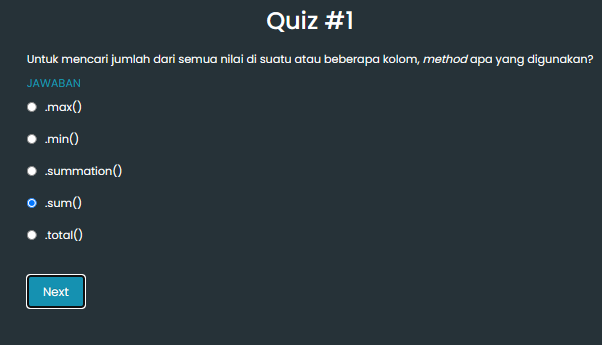 Quiz #1
Untuk mencari jumlah dari semua nilai di suatu atau beberapa kolom, method apa yang digunakan?
JAWABAN
.max()
.min()
.summation()
.sum()
.total()
Next